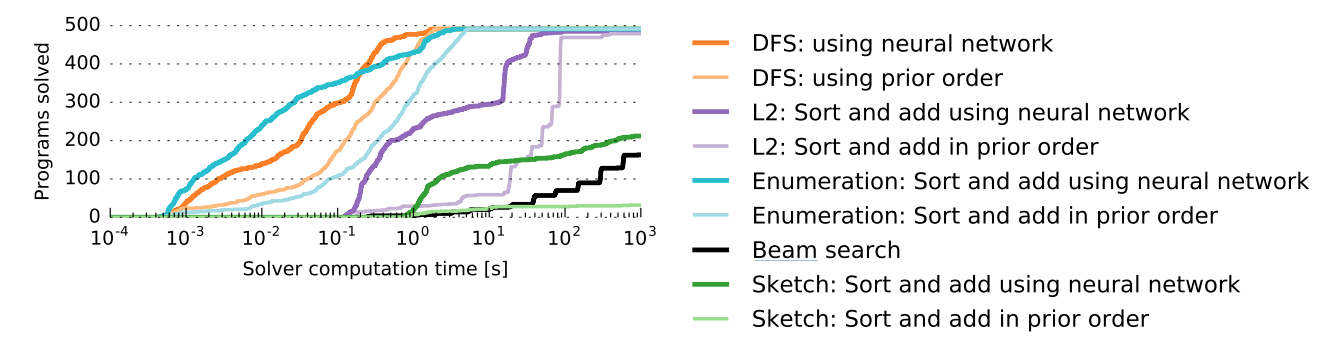 500
400
300
200
100
0
Programs solved
10^-4 10^-3 10^-2 10^-1 10^0 10^1 10^2 10^3
Solver computation time [s]
DFS: using neural network
DFS: using prior order
L2: Sort and add using neural network
L2: Sort and add in prior order
Enumeration: Sort and add using neural network
Enumeration: Sort and add in prior order
Beam search
Sketch: Sort and add using neural network
Sketch: Sort and add in prior order